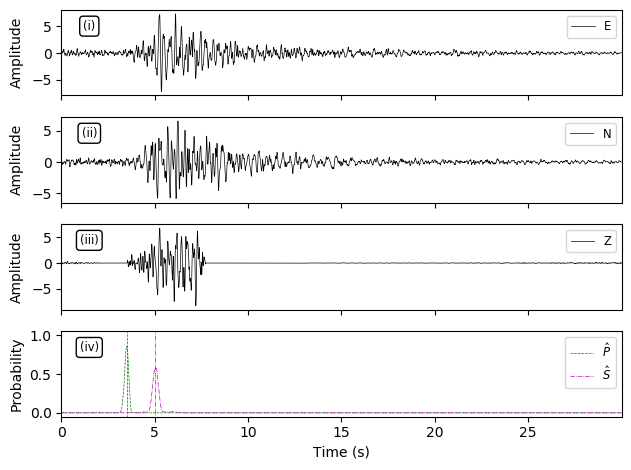 Amplitude
5
0
−5
(i)
E
Amplitude
5
0
−5
(ii)
N
Amplitude
5
0
−5
(iii)
Z
Probability
1.0
0.5
0.0
(iv)
P̂
Ŝ
0 5 10 15 20 25
Time (s)